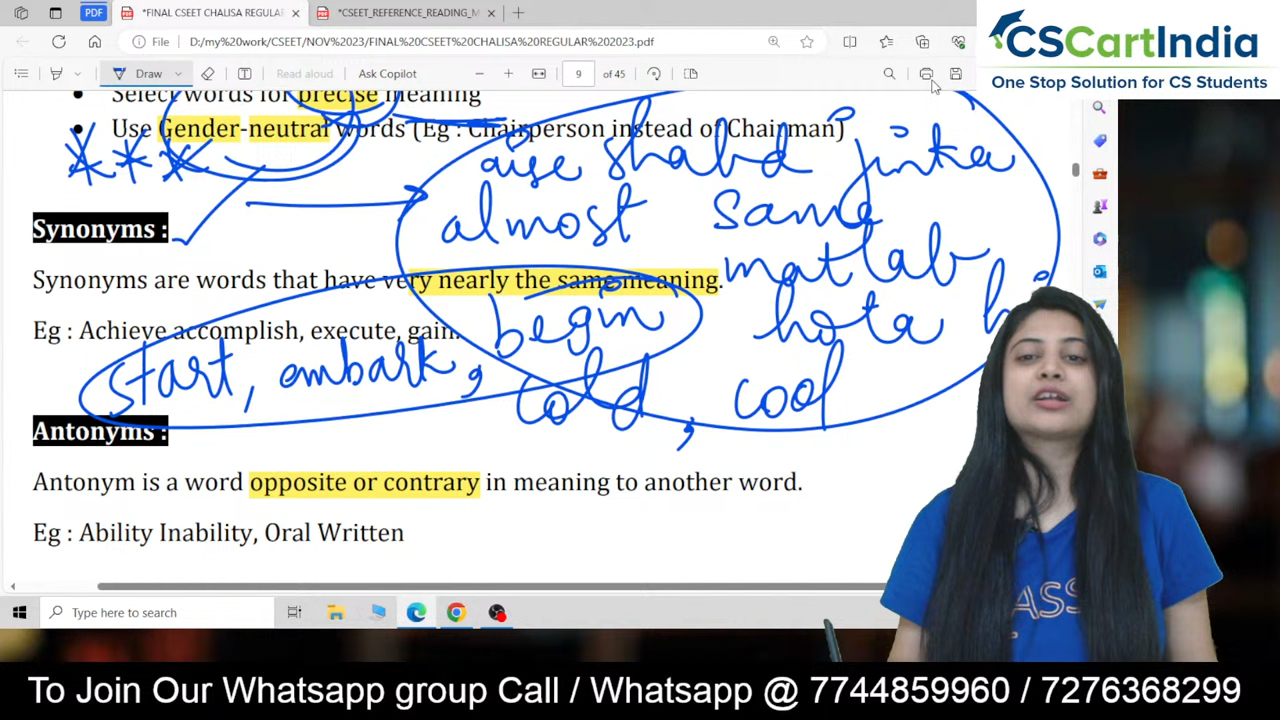 *FINAL CSEET CHALISA REGULAR
*CSEET_REFERENCE_READING_M
PDF
File
D:/my%20work/CSEET/NOV%202023/FINAL%20CSEET%20CHALISA%20REGULAR%202023.pdf
Draw
Read aloud
Ask Copilot
9 of 45
CSCartIndia
One Stop Solution for CS Students
• Select words for precise meaning
• Use Gender-neutral words (Eg : Chairperson instead of Chairman)
aise shabd jinka
almost same
matlab
hota h
Synonyms :
Synonyms are words that have very nearly the same meaning.
Eg : Achieve accomplish, execute, gain.
begin
start, embark,
cold, cool
Antonyms :
Antonym is a word opposite or contrary in meaning to another word.
Eg : Ability Inability, Oral Written
Type here to search
To Join Our Whatsapp group Call / Whatsapp @ 7744859960 / 7276368299